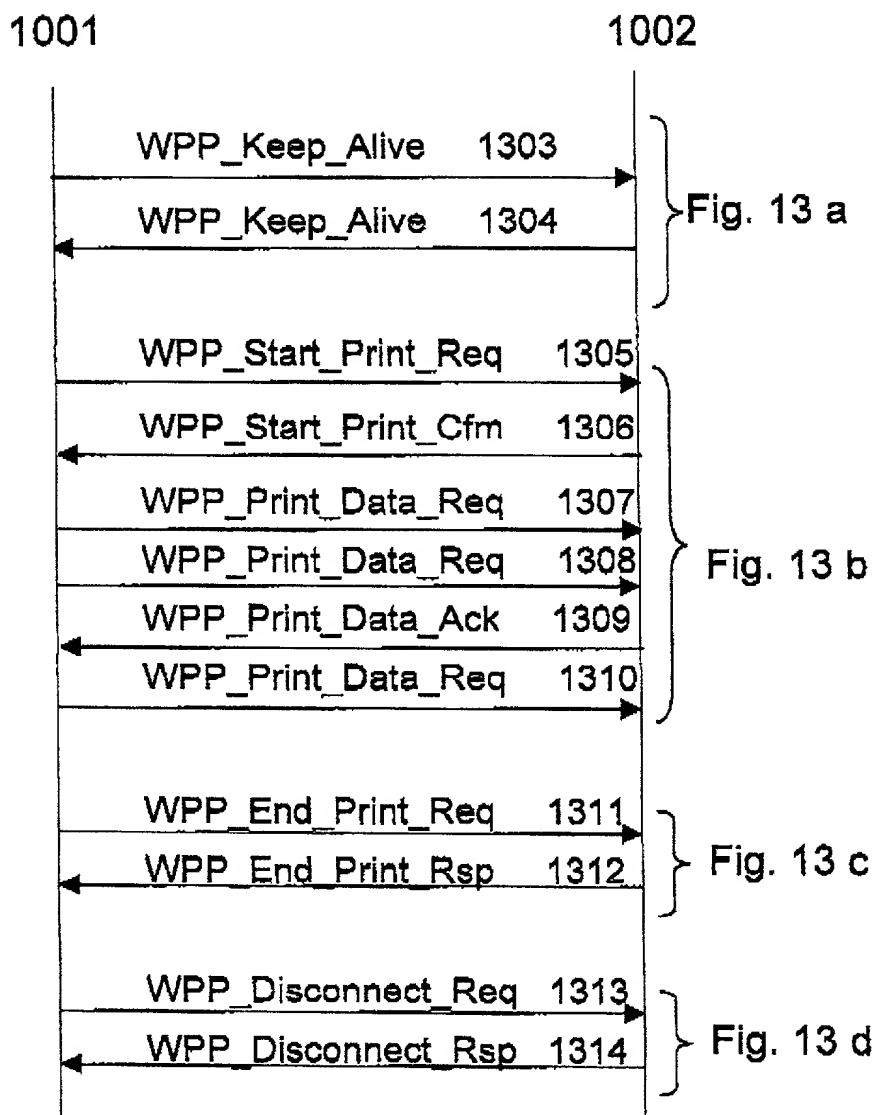 1001 1002
WPP_Keep_Alive 1303
WPP_Keep_Alive 1304
Fig. 13 a
WPP_Start_Print_Req 1305
WPP_Start_Print_Cfm 1306
WPP_Print_Data_Req 1307
WPP_Print_Data_Req 1308
Fig. 13 b
WPP_Print_Data_Ack 1309
WPP_Print_Data_Req 1310
WPP_End_Print_Req 1311
WPP_End_Print_Rsp 1312
Fig. 13 c
WPP_Disconnect_Req 1313
WPP_Disconnect_Rsp 1314
Fig. 13 d